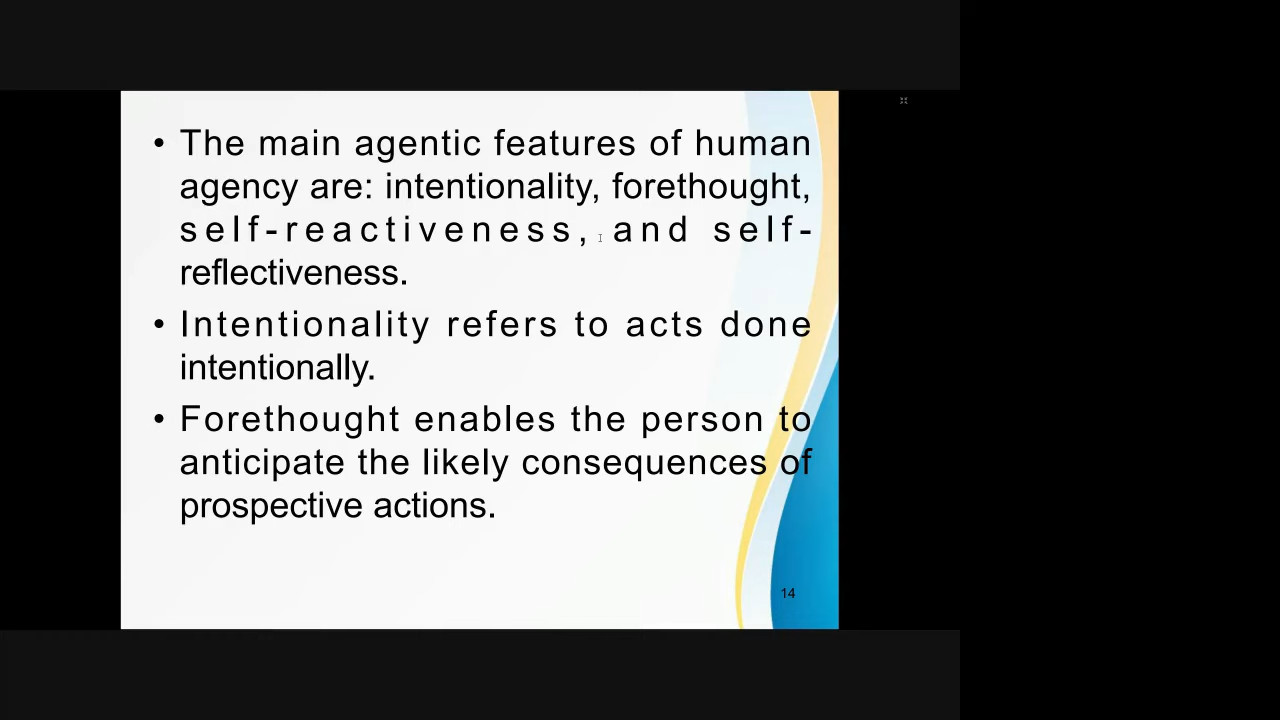 • The main agentic features of human
agency are: intentionality, forethought,
self-reactiveness, and self-
reflectiveness.
• Intentionality refers to acts done
intentionally.
• Forethought enables the person to
anticipate the likely consequences of
prospective actions.
14